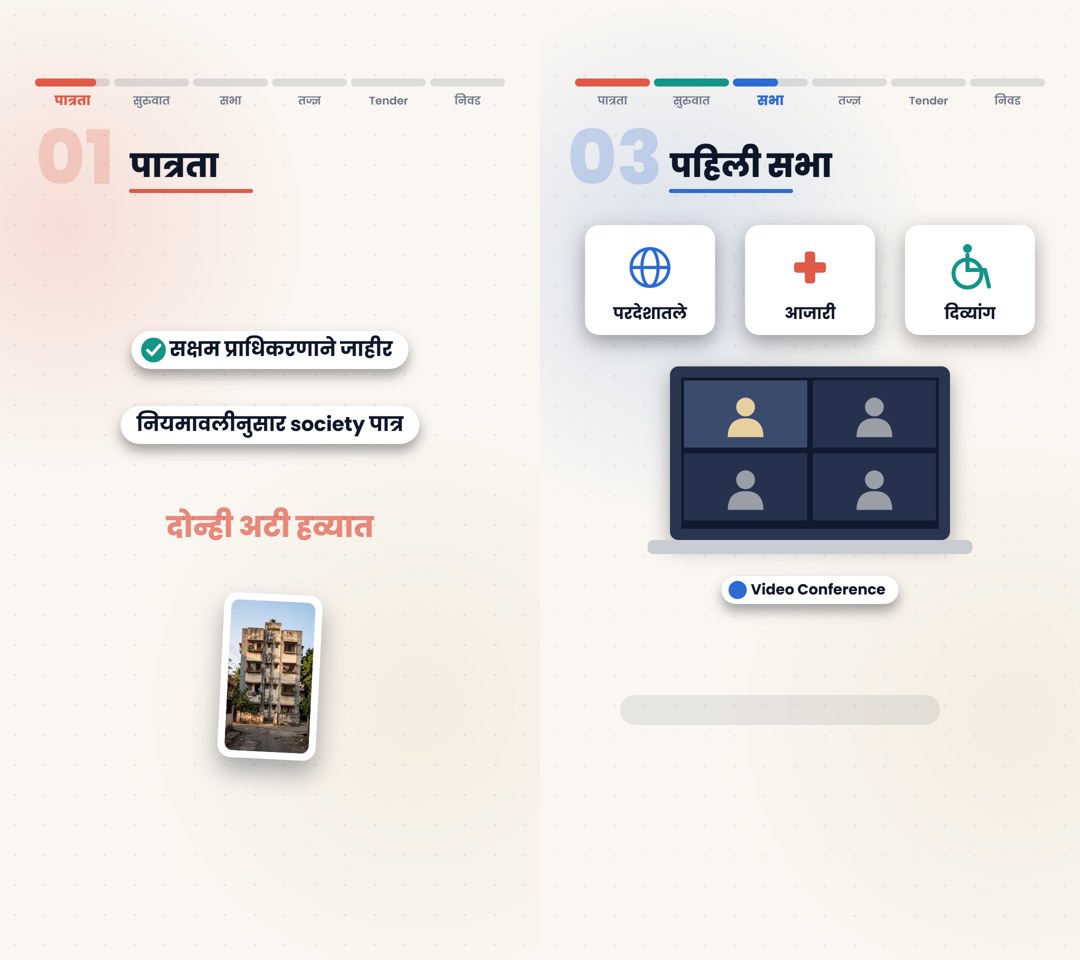 पात्रता सुरुवात सभा तज्ज्ञ Tender निवड
01 पात्रता
सक्षम प्राधिकरणाने जाहीर
नियमावलीनुसार society पात्र
दोन्ही अटी हव्यात
पात्रता सुरुवात सभा तज्ज्ञ Tender निवड
03 पहिली सभा
परदेशातले आजारी दिव्यांग
Video Conference